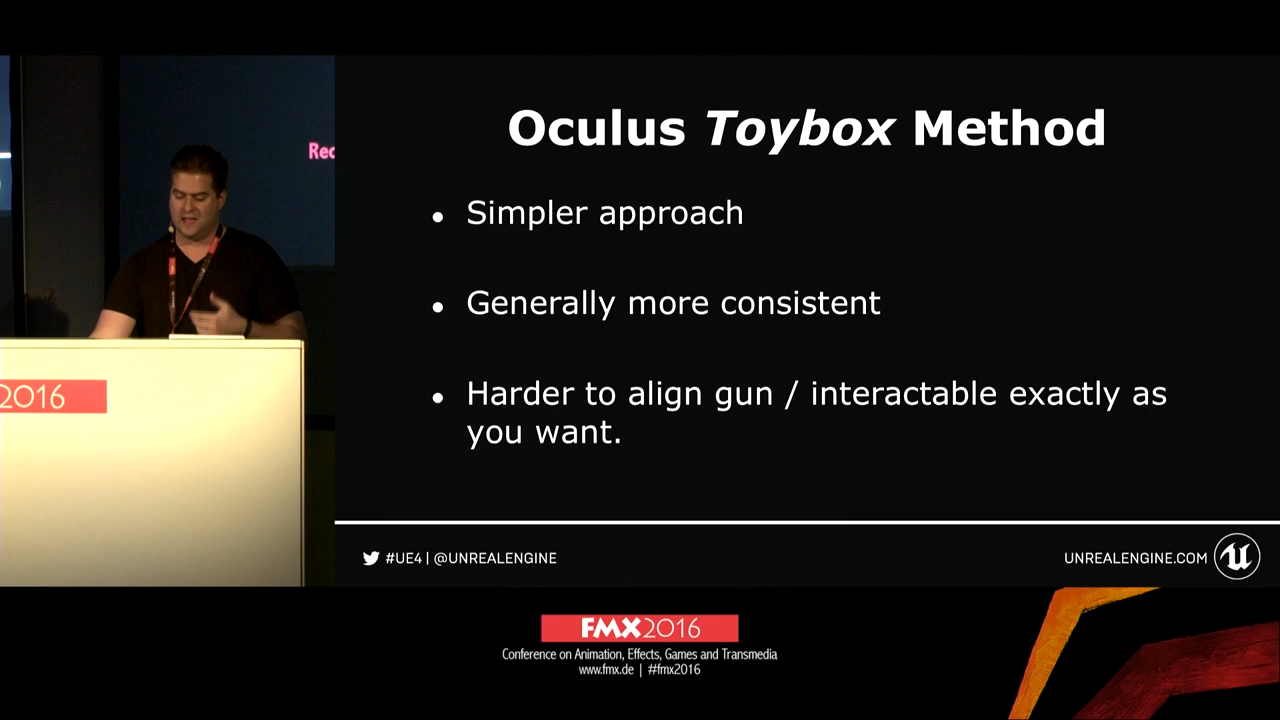 Oculus Toybox Method
• Simpler approach
• Generally more consistent
• Harder to align gun / interactable exactly as
you want.
Rec
2016
#UE4 | @UNREALENGINE
UNREALENGINE.COM
FMX2016
Conference on Animation, Effects, Games and Transmedia
www.fmx.de | #fmx2016